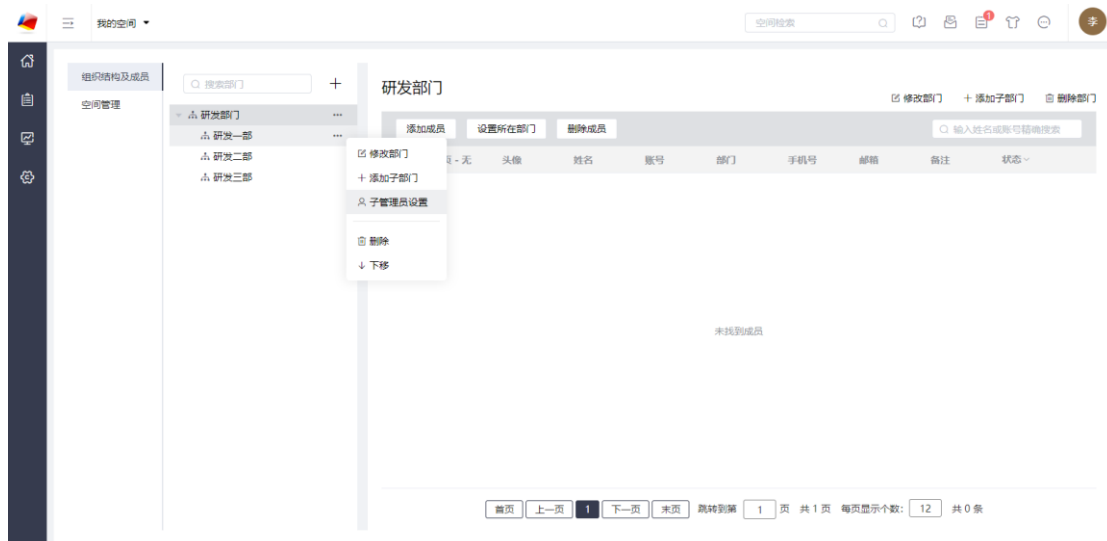 我的空间
空间检索
1
李
组织结构及成员
空间管理
搜索部门
研发部门
研发一部
研发二部
研发三部
修改部门
添加子部门
子管理员设置
删除
下移
研发部门
修改部门
添加子部门
删除部门
添加成员 设置所在部门 删除成员
输入姓名或账号精确搜索
页 - 无 头像 姓名 账号 部门 手机号 邮箱 备注 状态
未找到成员
首页 上一页 1 下一页 末页 跳转到第 1 页 共 1 页 每页显示个数: 12 共 0 条